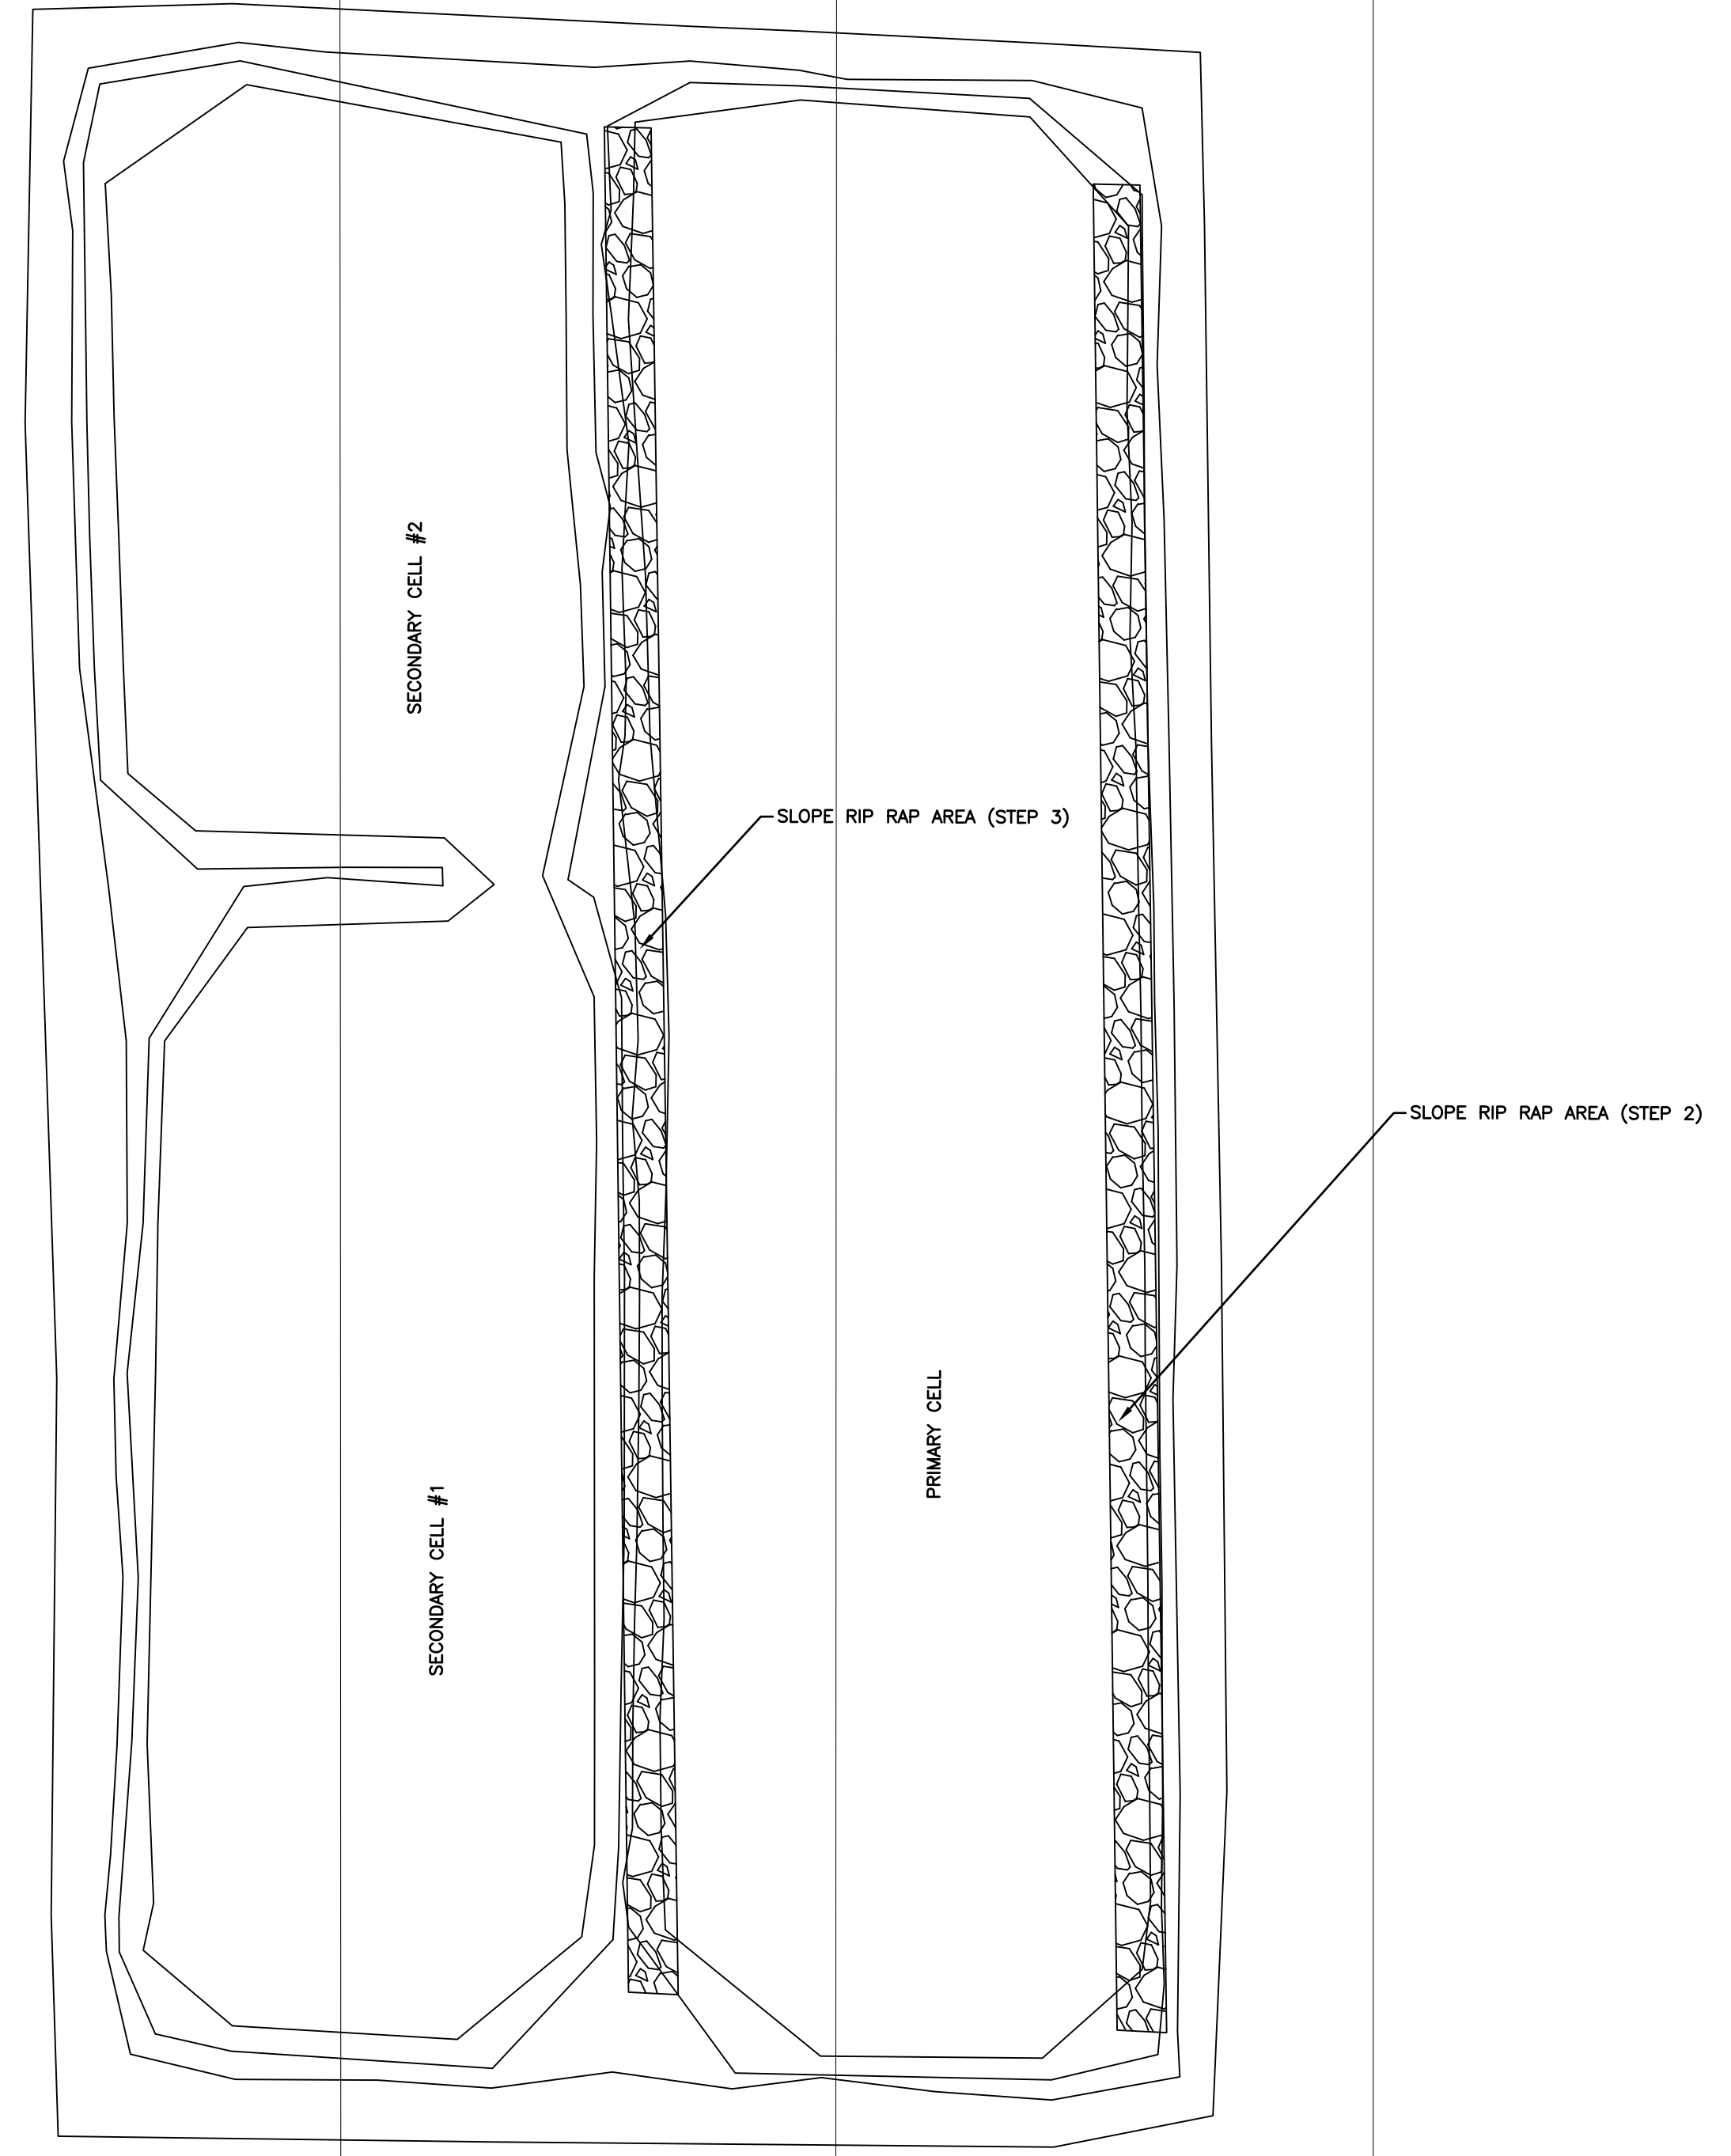 SECONDARY CELL #2
SLOPE RIP RAP AREA (STEP 3)
SLOPE RIP RAP AREA (STEP 2)
PRIMARY CELL
SECONDARY CELL #1